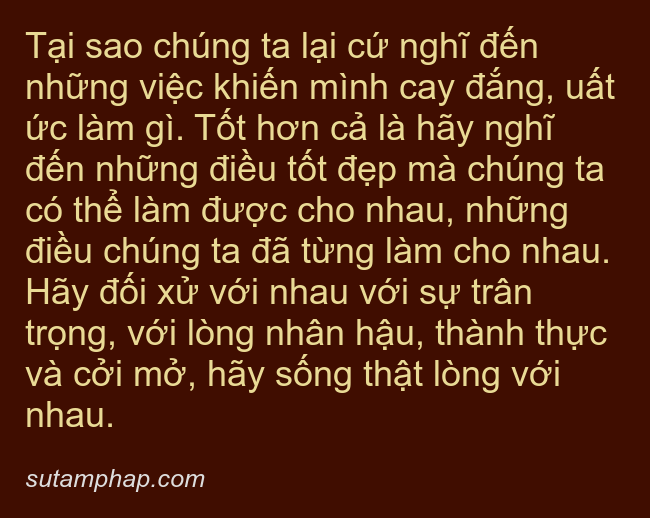 Tại sao chúng ta lại cứ nghĩ đến
những việc khiến mình cay đắng, uất
ức làm gì. Tốt hơn cả là hãy nghĩ
đến những điều tốt đẹp mà chúng ta
có thể làm được cho nhau, những
điều chúng ta đã từng làm cho nhau.
Hãy đối xử với nhau với sự trân
trọng, với lòng nhân hậu, thành thực
và cởi mở, hãy sống thật lòng với
nhau.
sutamphap.com